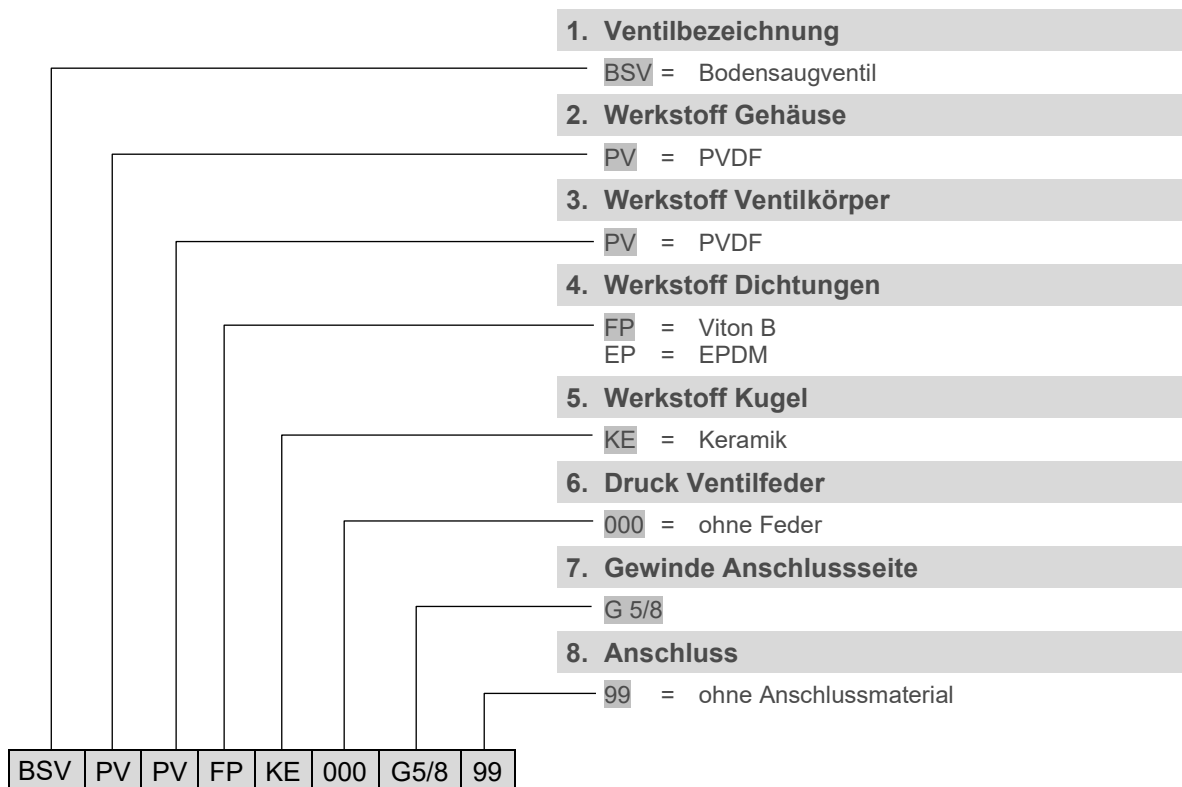 1. Ventilbezeichnung
BSV = Bodensaugventil
2. Werkstoff Gehäuse
PV = PVDF
3. Werkstoff Ventilkörper
PV = PVDF
4. Werkstoff Dichtungen
FP = Viton B
EP = EPDM
5. Werkstoff Kugel
KE = Keramik
6. Druck Ventilfeder
000 = ohne Feder
7. Gewinde Anschlussseite
G 5/8
8. Anschluss
99 = ohne Anschlussmaterial
BSV PV PV FP KE 000 G5/8 99